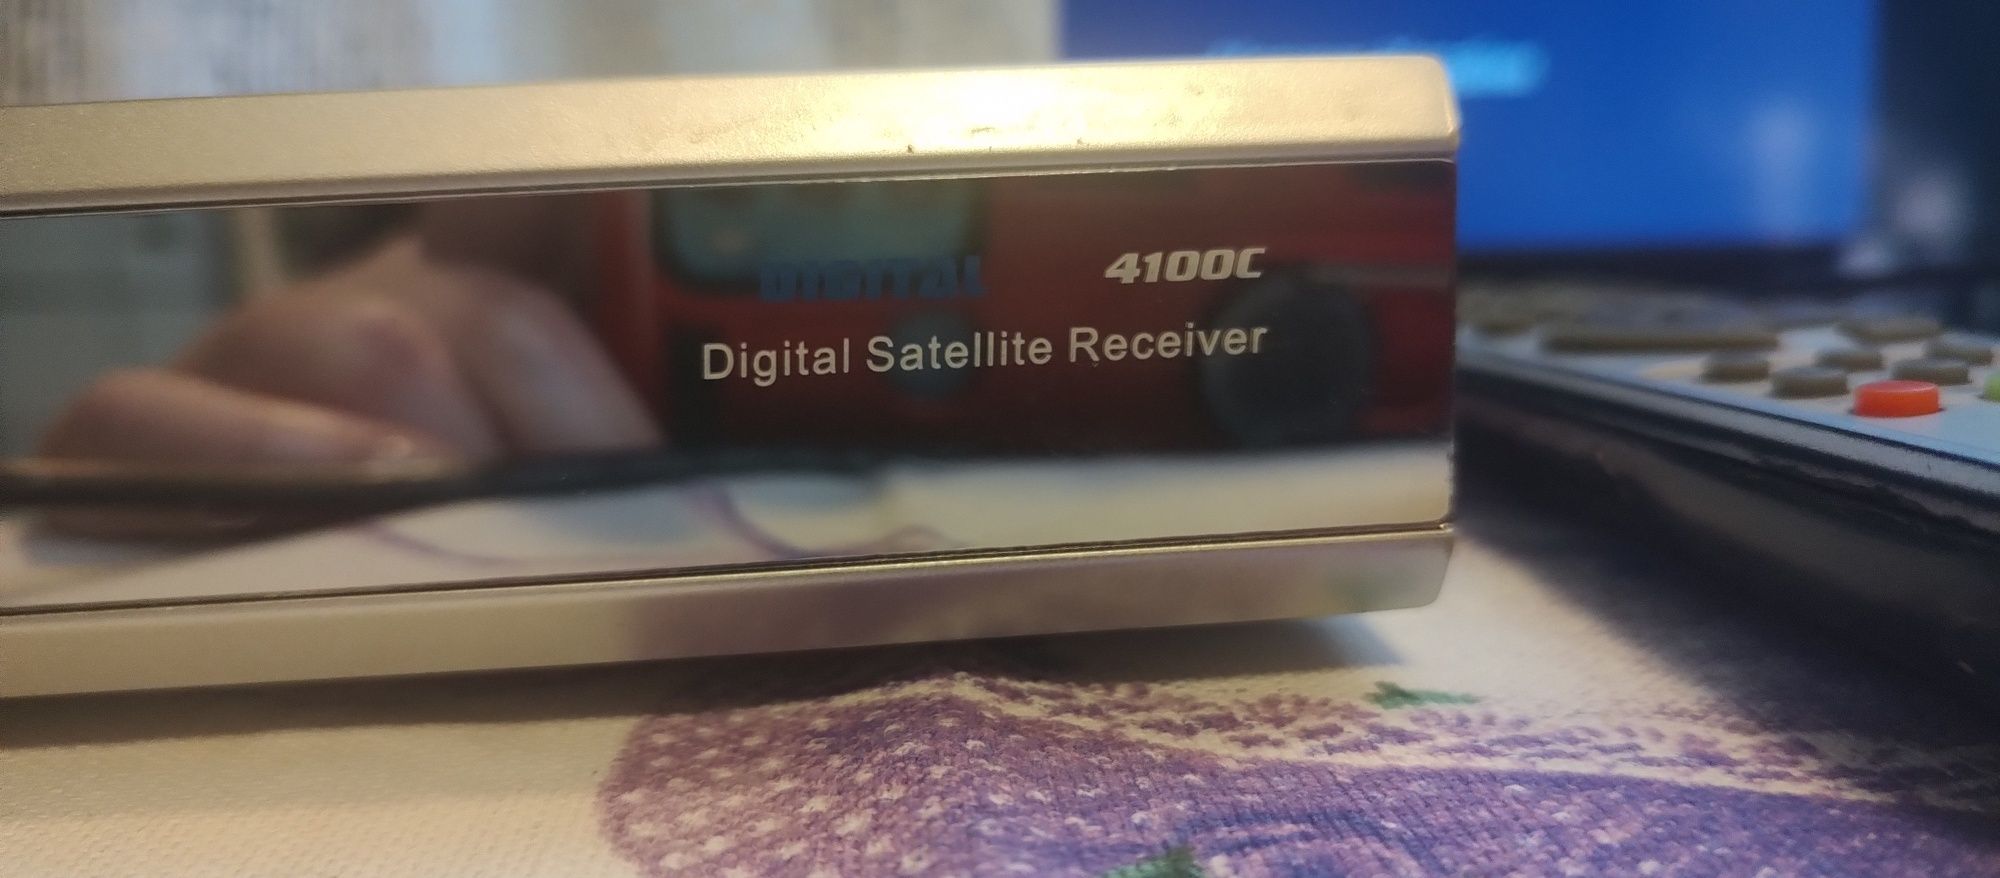 DIGITAL 4100C
Digital Satellite Receiver